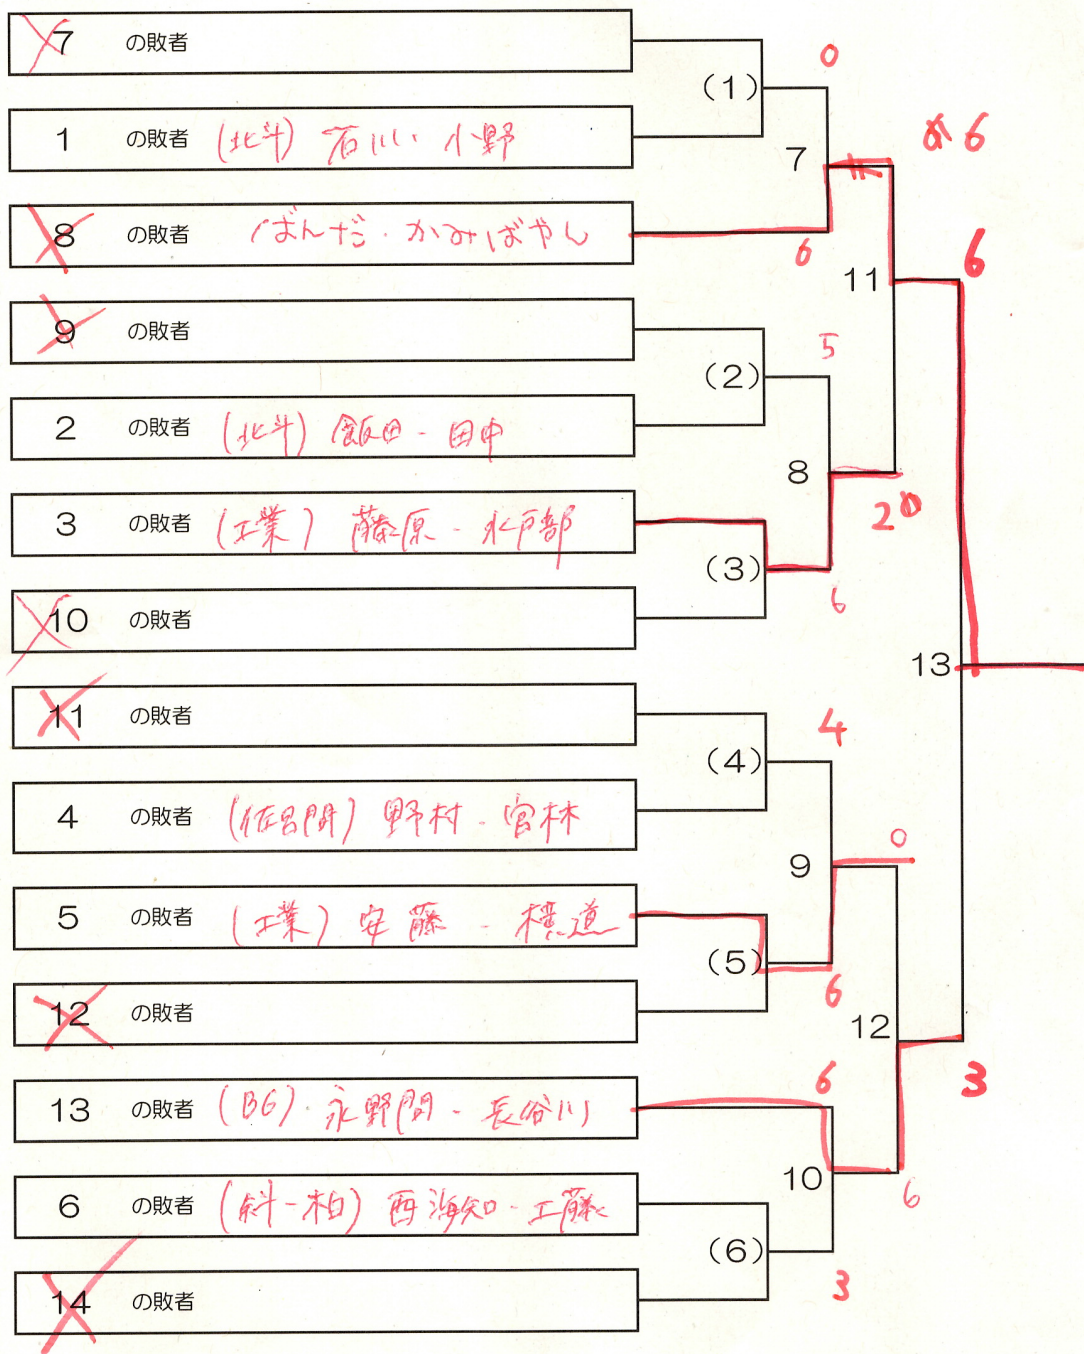 7 の敗者
(1)
0
1 の敗者 (北斗) 石川 小野
7
6
8 の敗者 ばんだ・かみばやし
6
6
11
9 の敗者
5
(2)
2 の敗者 (北斗) 飯田 - 田中
8
3 の敗者 (工業) 藤原 - 水戸部
2
(3)
6
10 の敗者
13
11 の敗者
4
(4)
4 の敗者 (佐呂間) 野村 - 宮林
0
9
5 の敗者 (工業) 安藤 - 横道
(5)
6
12 の敗者
12
6
3
13 の敗者 (BG)・永野間 - 長谷川
10
6
6 の敗者 (斜-柏) 西海知 - 工藤
(6)
3
14 の敗者